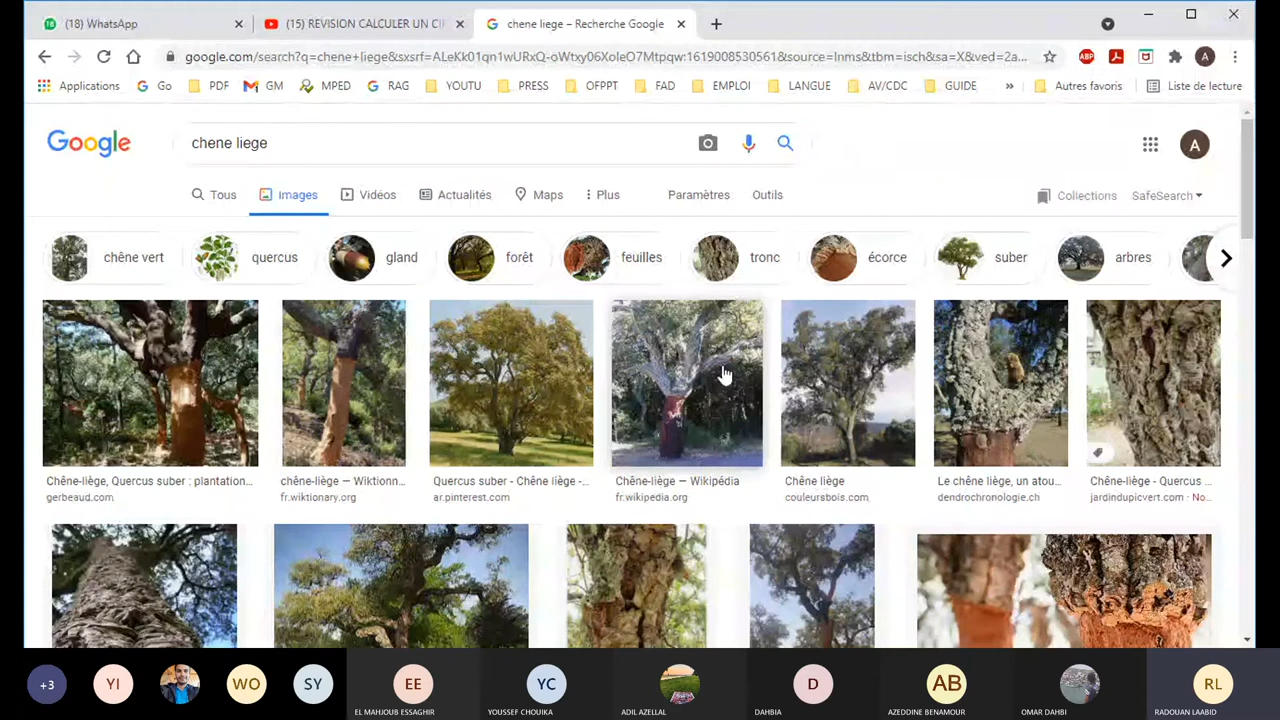 (18) WhatsApp
(15) REVISION CALCULER UN CI
chene liege – Recherche Google
google.com/search?q=chene+liege&sxsrf=ALeKk01qn1wURxQ-oWtxy06XoleO7Mtpqw:1619008530561&source=lnms&tbm=isch&sa=X&ved=2a...
ABP
A
Applications
Go
PDF
GM
MPED
RAG
YOUTU
PRESS
OFPPT
FAD
EMPLOI
LANGUE
AV/CDC
GUIDE
»
Autres favoris
Liste de lecture
Google
chene liege
A
Tous
Images
Vidéos
Actualités
Maps
Plus
Paramètres
Outils
Collections
SafeSearch
chêne vert
quercus
gland
forêt
feuilles
tronc
écorce
suber
arbres
Chêne-liège, Quercus suber : plantation...
gerbeaud.com
chêne-liège — Wiktionn...
fr.wiktionary.org
Quercus suber - Chêne liège -...
ar.pinterest.com
Chêne-liège — Wikipédia
fr.wikipedia.org
Chêne liège
couleursbois.com
Le chêne liège, un atou...
dendrochronologie.ch
Chêne-liège - Quercus ...
jardindupicvert.com · No...
+3
YI
WO
SY
EE
EL MAHJOUB ESSAGHIR
YC
YOUSSEF CHOUIKA
ADIL AZELLAL
D
DAHBIA
AB
AZEDDINE BENAMOUR
OMAR DAHBI
RL
RADOUAN LAABID